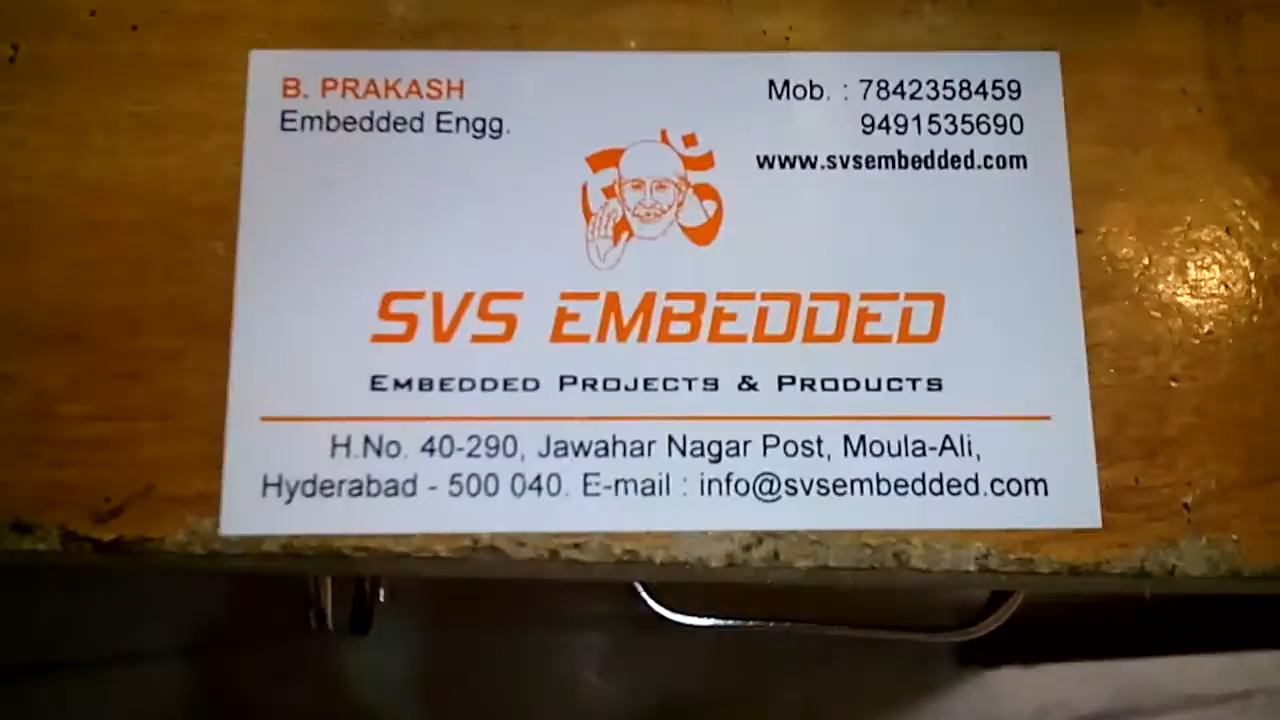 B. PRAKASH
Embedded Engg.
Mob. : 7842358459
9491535690
www.svsembedded.com
SVS EMBEDDED
EMBEDDED PROJECTS & PRODUCTS
H.No. 40-290, Jawahar Nagar Post, Moula-Ali,
Hyderabad - 500 040. E-mail : info@svsembedded.com